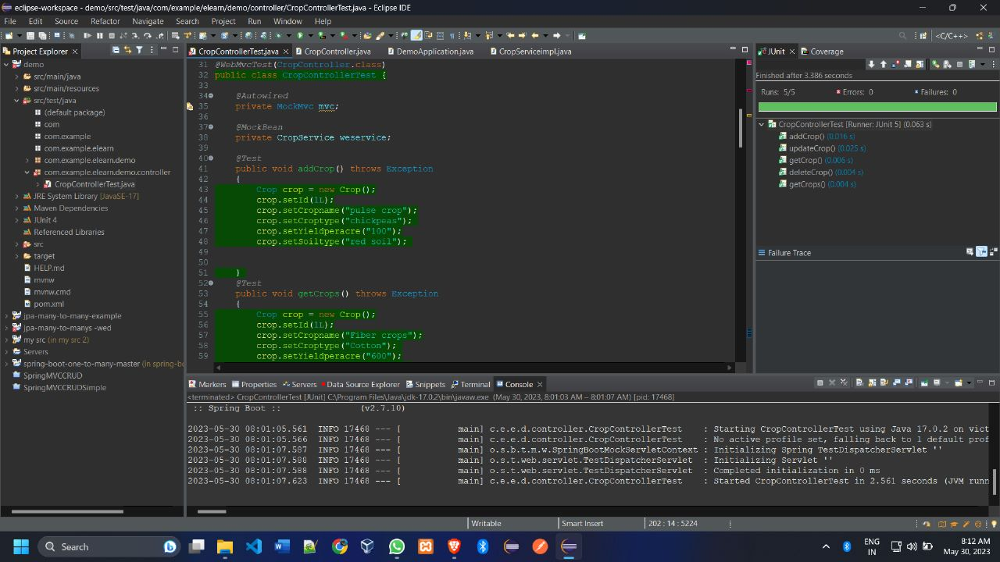 eclipse-workspace - demo/src/test/java/com/example/elearn/demo/controller/CropControllerTest.java - Eclipse IDE
File Edit Source Refactor Navigate Search Project Run Window Help
<C/C++>
Project Explorer
demo
src/main/java
src/main/resources
src/test/java
(default package)
com
com.example
com.example.elearn
com.example.elearn.demo
com.example.elearn.demo.controller
CropControllerTest.java
JRE System Library [JavaSE-17]
Maven Dependencies
JUnit 4
Referenced Libraries
src
target
HELP.md
mvnw
mvnw.cmd
pom.xml
jpa-many-to-many-example
jpa-many-to-manys -wed
my src (in my src 2)
Servers
spring-boot-one-to-many-master (in spring-b
SpringMVCCRUD
SpringMVCCRUDSimple
CropControllerTest.java CropController.java DemoApplication.java CropServiceimpl.java
31 @WebMvcTest(CropController.class)
32 public class CropControllerTest {
33
34 @Autowired
35 private MockMvc mvc;
36
37 @MockBean
38 private CropService weservice;
39
40 @Test
41 public void addCrop() throws Exception
42 {
43 Crop crop = new Crop();
44 crop.setId(1L);
45 crop.setCropname("pulse crop");
46 crop.setCroptype("chickpeas");
47 crop.setYieldperacre("100");
48 crop.setSoiltype("red soil");
49
50
51 }
52 @Test
53 public void getCrops() throws Exception
54 {
55 Crop crop = new Crop();
56 crop.setId(1L);
57 crop.setCropname("Fiber crops");
58 crop.setCroptype("Cotton");
59 crop.setYieldperacre("600");
JUnit Coverage
Finished after 3.386 seconds
Runs: 5/5 Errors: 0 Failures: 0
CropControllerTest [Runner: JUnit 5] (0.063 s)
addCrop() (0.016 s)
updateCrop() (0.025 s)
getCrop() (0.006 s)
deleteCrop() (0.004 s)
getCrops() (0.004 s)
Failure Trace
Markers Properties Servers Data Source Explorer Snippets Terminal Console
<terminated> CropControllerTest [JUnit] C:\Program Files\Java\jdk-17.0.2\bin\javaw.exe (May 30, 2023, 8:01:03 AM – 8:01:07 AM) [pid: 17468]
:: Spring Boot :: (v2.7.10)
2023-05-30 08:01:05.561 INFO 17468 --- [ main] c.e.e.d.controller.CropControllerTest : Starting CropControllerTest using Java 17.0.2 on vict
2023-05-30 08:01:05.566 INFO 17468 --- [ main] c.e.e.d.controller.CropControllerTest : No active profile set, falling back to 1 default prof
2023-05-30 08:01:07.587 INFO 17468 --- [ main] o.s.b.t.m.w.SpringBootMockServletContext : Initializing Spring TestDispatcherServlet ''
2023-05-30 08:01:07.588 INFO 17468 --- [ main] o.s.t.web.servlet.TestDispatcherServlet : Initializing Servlet ''
2023-05-30 08:01:07.588 INFO 17468 --- [ main] o.s.t.web.servlet.TestDispatcherServlet : Completed initialization in 0 ms
2023-05-30 08:01:07.623 INFO 17468 --- [ main] c.e.e.d.controller.CropControllerTest : Started CropControllerTest in 2.561 seconds (JVM runn
Writable Smart Insert 202 : 14 : 5224
Search
ENG
IN
8:12 AM
May 30, 2023